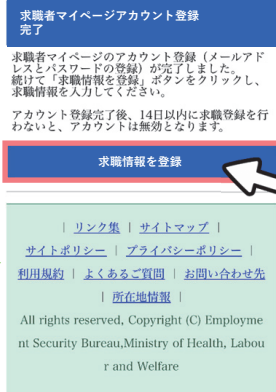 求職者マイページアカウント登録
完了
求職者マイページのアカウント登録（メールアド
レスとパスワードの登録）が完了しました。
続けて「求職情報を登録」ボタンをクリックし、
求職情報を入力してください。
アカウント登録完了後、14日以内に求職登録を行
わないと、アカウントは無効となります。
求職情報を登録
| リンク集 | サイトマップ |
サイトポリシー | プライバシーポリシー |
利用規約 | よくあるご質問 | お問い合わせ先
| 所在地情報 |
All rights reserved, Copyright (C) Employme
nt Security Bureau,Ministry of Health, Labou
r and Welfare